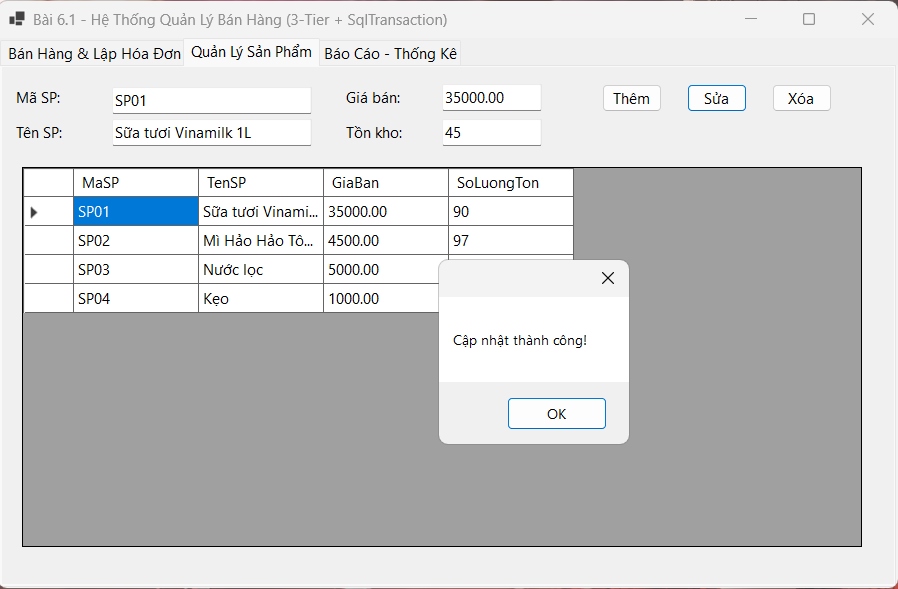 Bài 6.1 - Hệ Thống Quản Lý Bán Hàng (3-Tier + SqlTransaction)
Bán Hàng & Lập Hóa Đơn Quản Lý Sản Phẩm Báo Cáo - Thống Kê
Mã SP: SP01 Giá bán: 35000.00 Thêm Sửa Xóa
Tên SP: Sữa tươi Vinamilk 1L Tồn kho: 45
MaSP TenSP GiaBan SoLuongTon
SP01 Sữa tươi Vinami... 35000.00 90
SP02 Mì Hảo Hảo Tô... 4500.00 97
SP03 Nước lọc 5000.00
SP04 Kẹo 1000.00
Cập nhật thành công!
OK